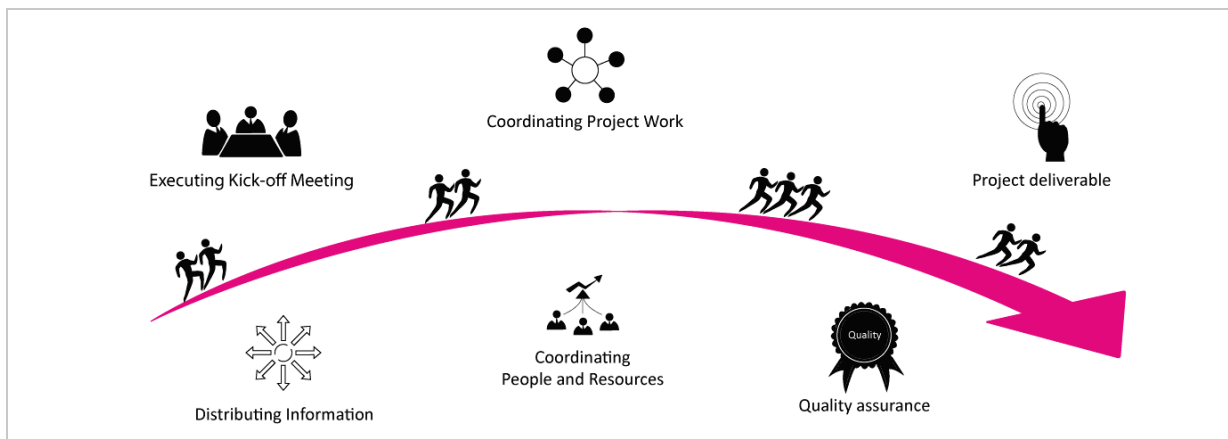 Coordinating Project Work
Executing Kick-off Meeting
Project deliverable
Distributing Information
Coordinating
People and Resources
Quality
Quality assurance